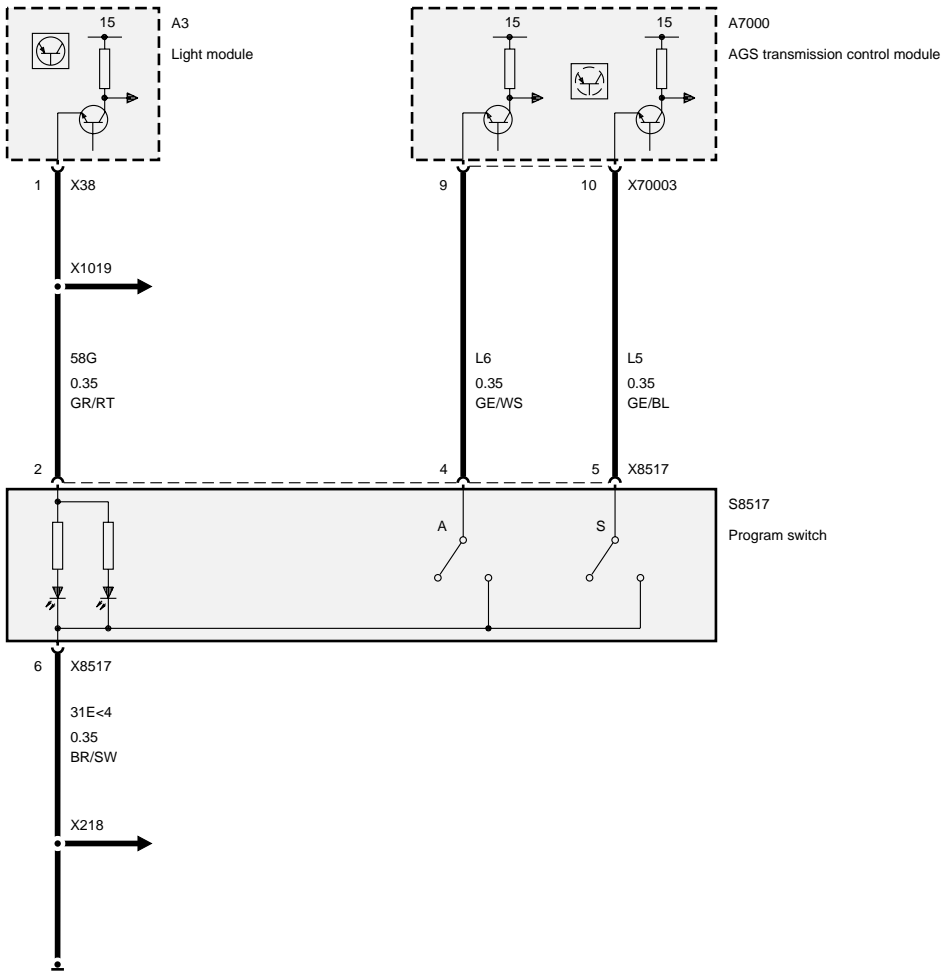 15
A3
Light module
15
15
A7000
AGS transmission control module
1
X38
9
10
X70003
X1019
58G
0.35
GR/RT
L6
0.35
GE/WS
L5
0.35
GE/BL
2
4
5
X8517
A
S
S8517
Program switch
6
X8517
31E<4
0.35
BR/SW
X218